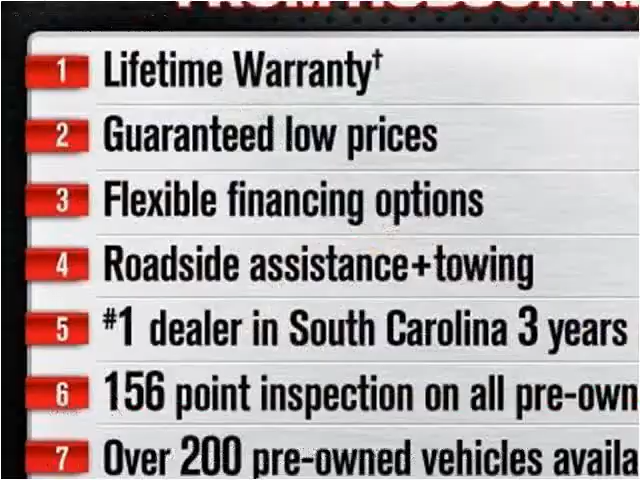 1 Lifetime Warranty†
2 Guaranteed low prices
3 Flexible financing options
4 Roadside assistance+towing
5 #1 dealer in South Carolina 3 years
6 156 point inspection on all pre-own
7 Over 200 pre-owned vehicles availa